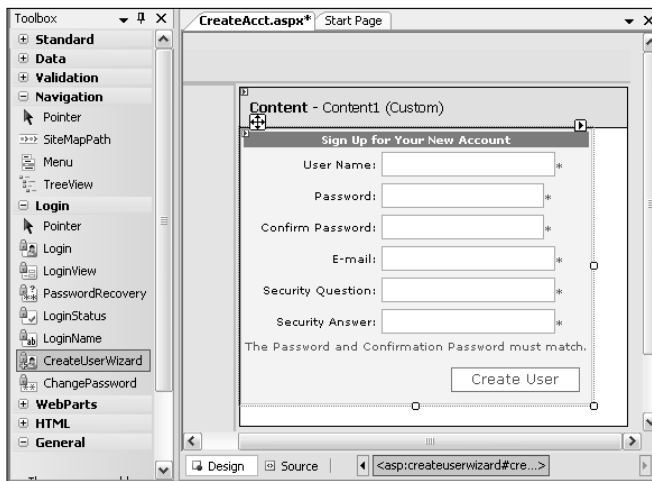 Toolbox
Standard
Data
Validation
Navigation
Pointer
SiteMapPath
Menu
TreeView
Login
Pointer
Login
LoginView
PasswordRecovery
LoginStatus
LoginName
CreateUserWizard
ChangePassword
WebParts
HTML
General
CreateAcct.aspx* Start Page
Content - Content1 (Custom)
Sign Up for Your New Account
User Name: *
Password: *
Confirm Password: *
E-mail: *
Security Question: *
Security Answer: *
The Password and Confirmation Password must match.
Create User
Design Source <asp:createuserwizard#cre...>